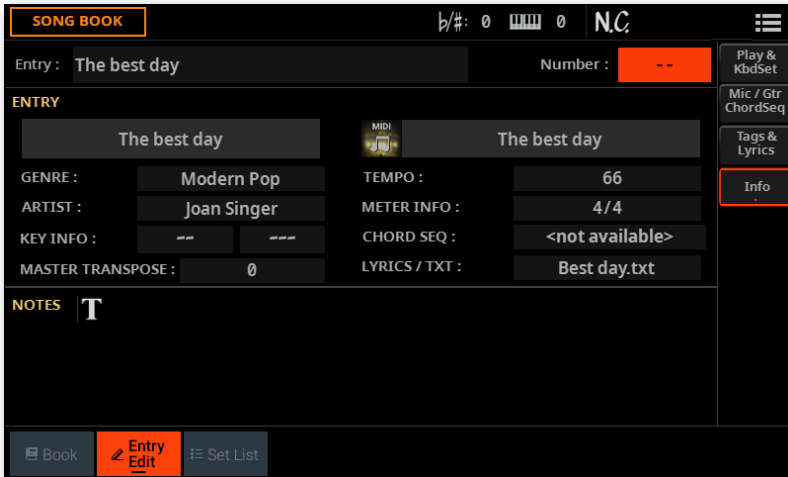 SONG BOOK
♭/♯: 0 0 N.C.
Entry : The best day Number : --
Play & KbdSet
Mic / Gtr ChordSeq
Tags & Lyrics
Info
ENTRY
The best day MIDI The best day
GENRE : Modern Pop TEMPO : 66
ARTIST : Joan Singer METER INFO : 4/4
KEY INFO : -- --- CHORD SEQ : <not available>
MASTER TRANSPOSE : 0 LYRICS / TXT : Best day.txt
NOTES T
Book Entry Edit Set List